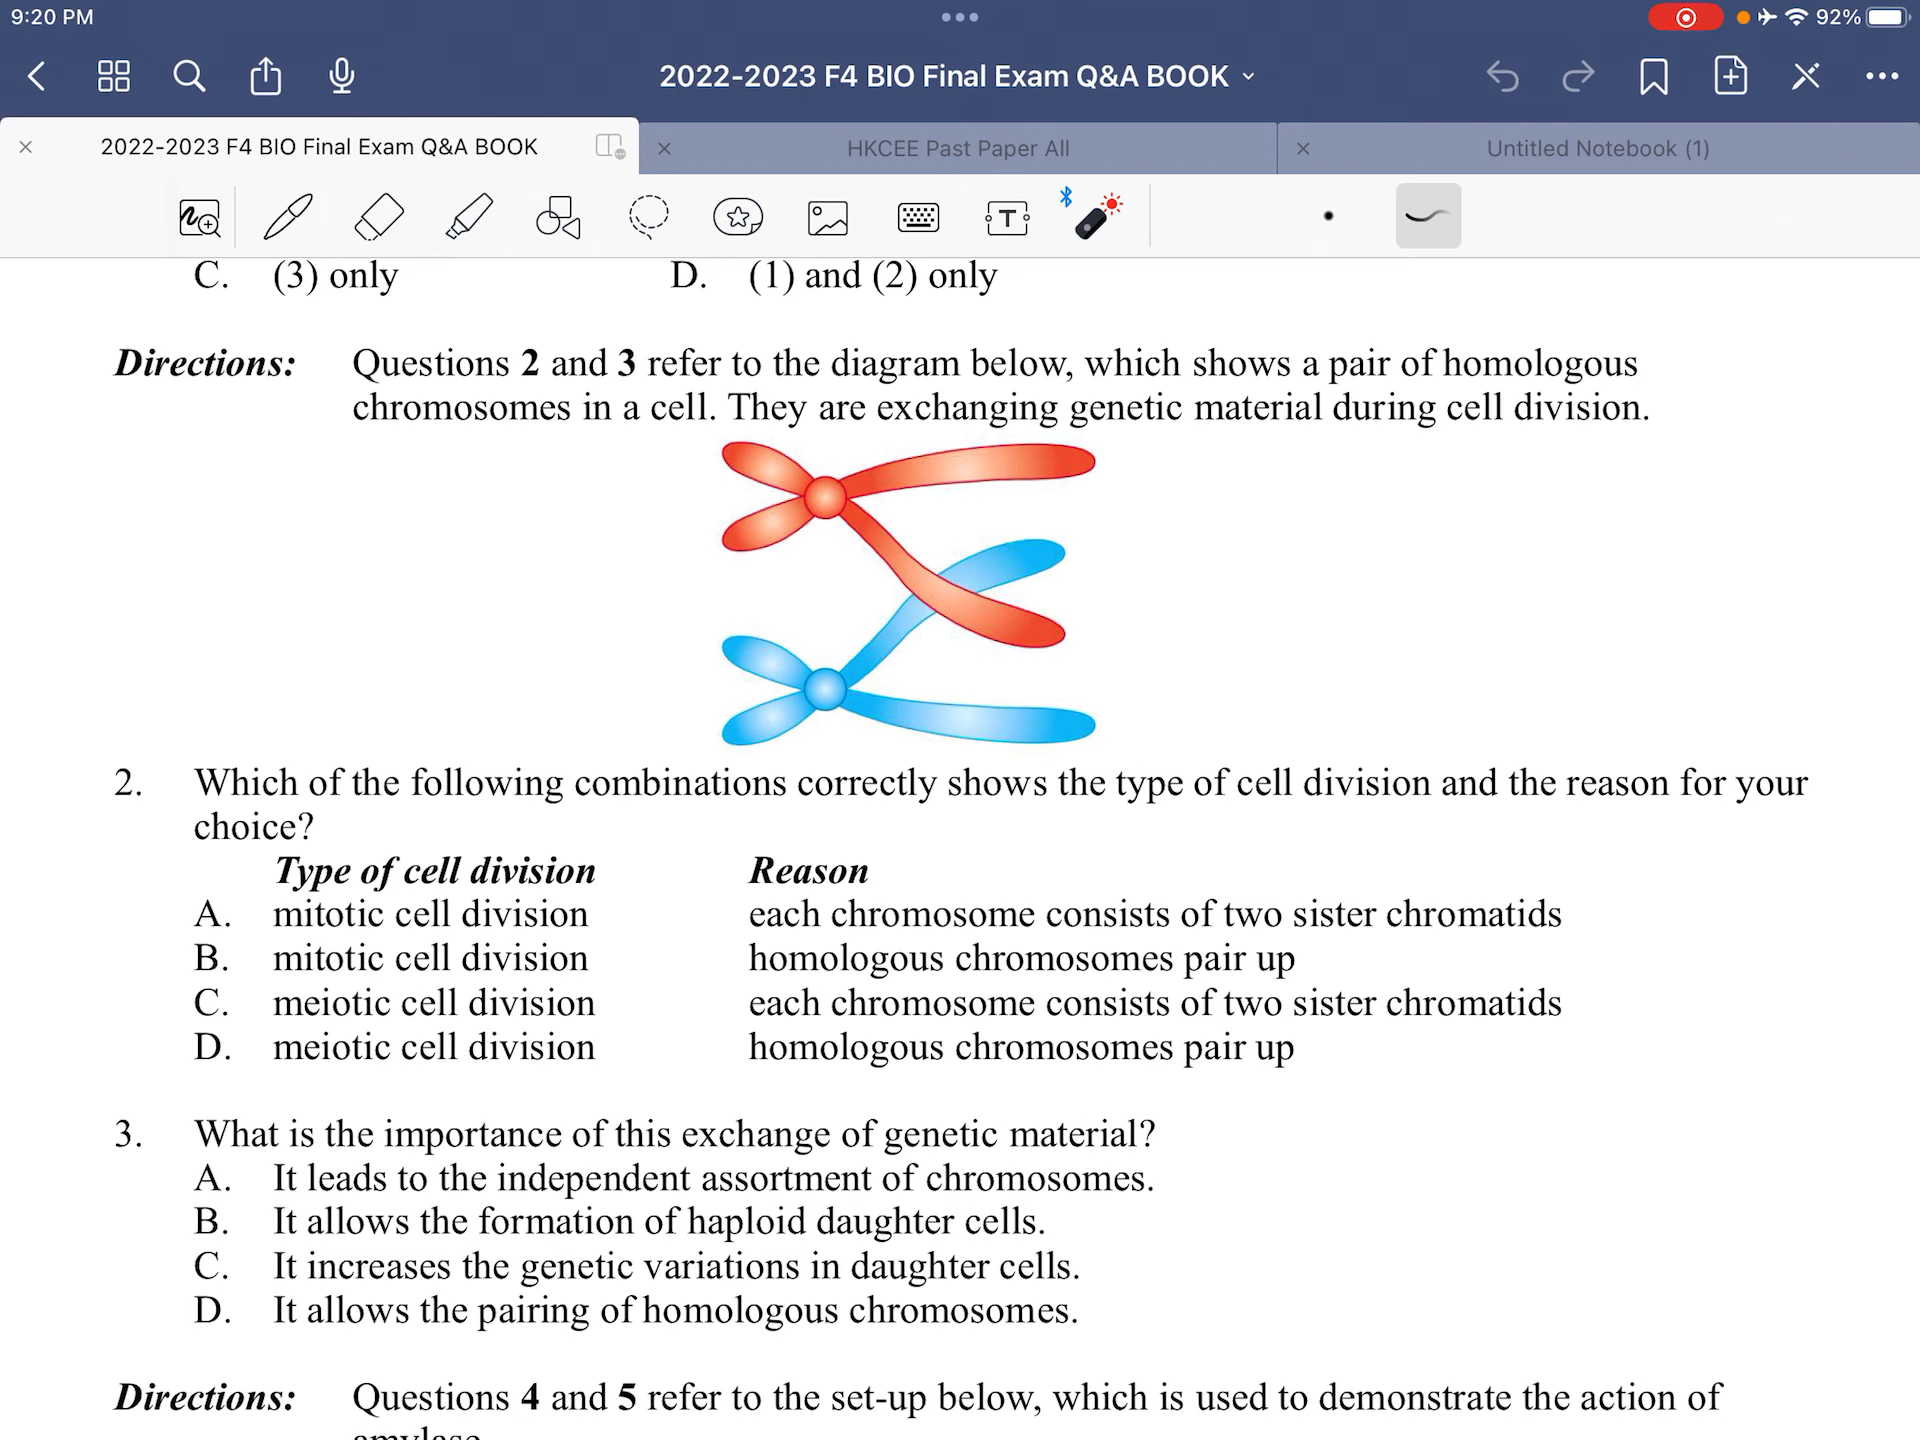 9:20 PM
92%
2022-2023 F4 BIO Final Exam Q&A BOOK
2022-2023 F4 BIO Final Exam Q&A BOOK
HKCEE Past Paper All
Untitled Notebook (1)
C. (3) only D. (1) and (2) only
Directions: Questions 2 and 3 refer to the diagram below, which shows a pair of homologous
chromosomes in a cell. They are exchanging genetic material during cell division.
2. Which of the following combinations correctly shows the type of cell division and the reason for your
choice?
Type of cell division Reason
A. mitotic cell division each chromosome consists of two sister chromatids
B. mitotic cell division homologous chromosomes pair up
C. meiotic cell division each chromosome consists of two sister chromatids
D. meiotic cell division homologous chromosomes pair up
3. What is the importance of this exchange of genetic material?
A. It leads to the independent assortment of chromosomes.
B. It allows the formation of haploid daughter cells.
C. It increases the genetic variations in daughter cells.
D. It allows the pairing of homologous chromosomes.
Directions: Questions 4 and 5 refer to the set-up below, which is used to demonstrate the action of
amylase